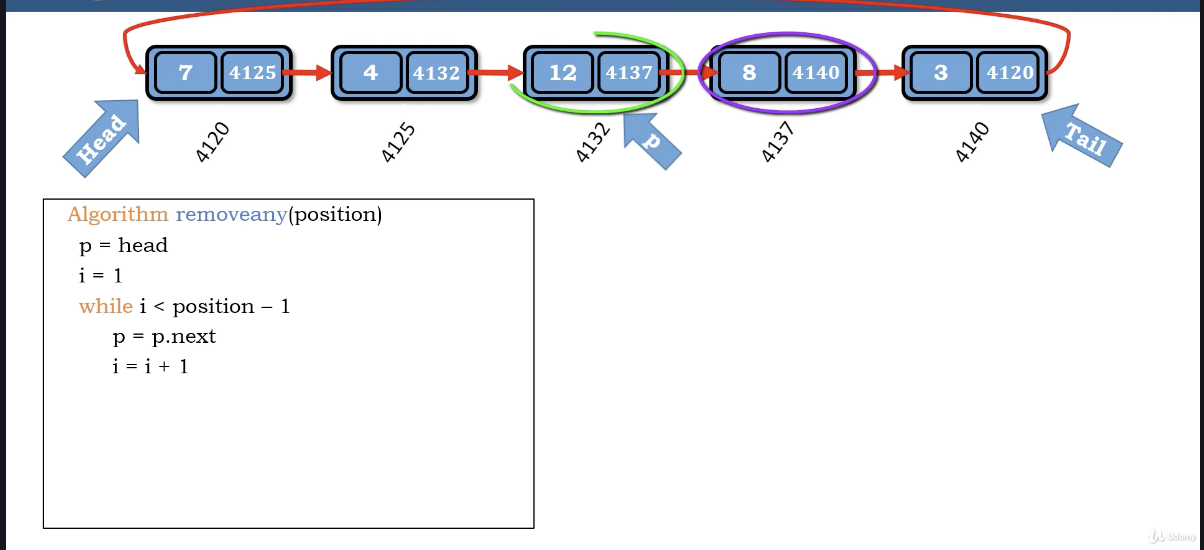 7 4125 4 4132 12 4137 8 4140 3 4120
Head 4120 4125 4132 p 4137 4140 Tail
Algorithm removeany(position)
p = head
i = 1
while i < position – 1
p = p.next
i = i + 1
Udemy